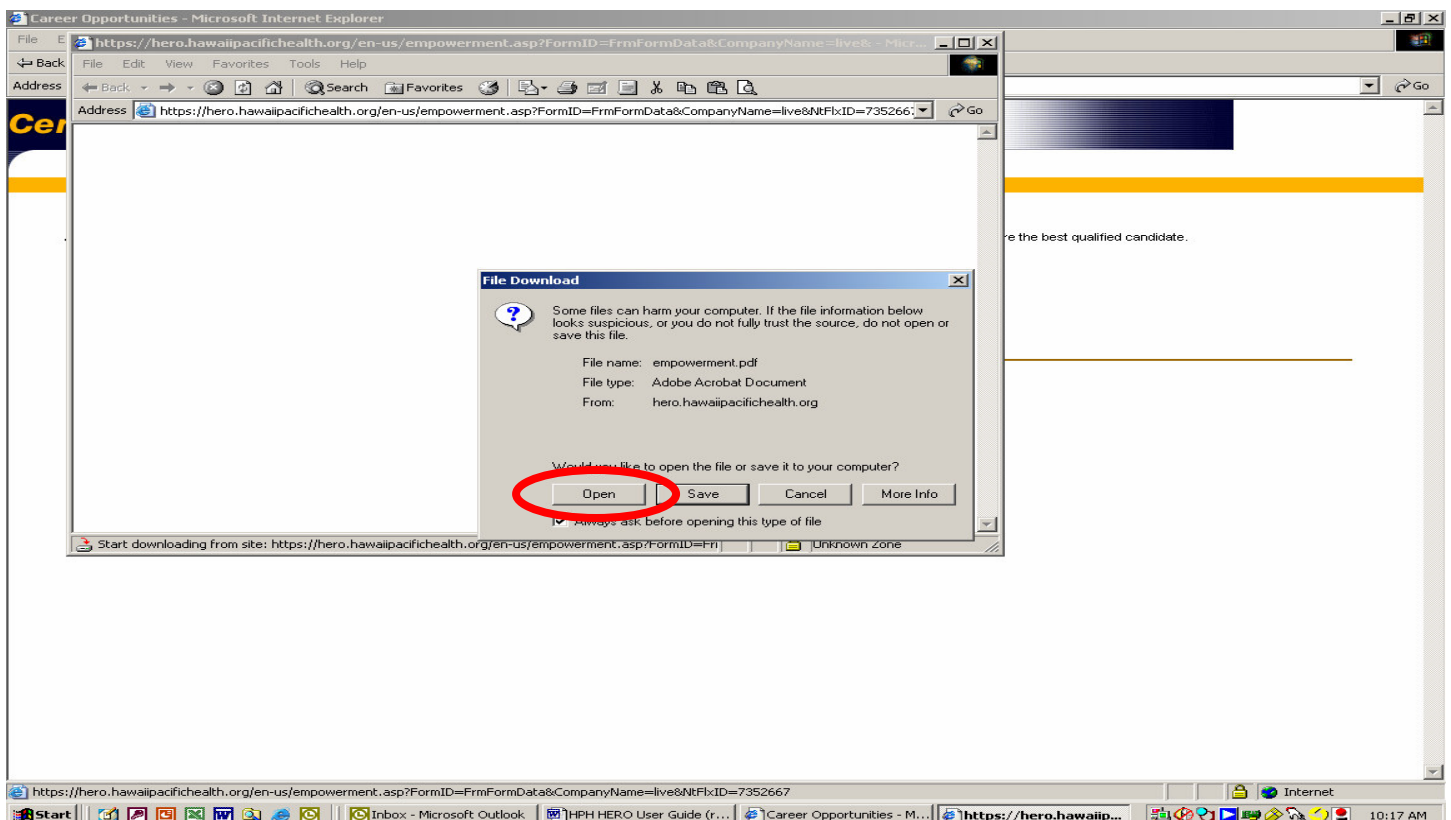 Career Opportunities - Microsoft Internet Explorer
File E
https://hero.hawaiipacifichealth.org/en-us/empowerment.asp?FormID=FrmFormData&CompanyName=live& - Micr...
Back
File Edit View Favorites Tools Help
Address
Back Search Favorites
Go
Address https://hero.hawaiipacifichealth.org/en-us/empowerment.asp?FormID=FrmFormData&CompanyName=live&NtFlxID=735266 Go
Cer
re the best qualified candidate.
File Download
Some files can harm your computer. If the file information below
looks suspicious, or you do not fully trust the source, do not open or
save this file.
File name: empowerment.pdf
File type: Adobe Acrobat Document
From: hero.hawaiipacifichealth.org
Would you like to open the file or save it to your computer?
Open Save Cancel More Info
Always ask before opening this type of file
Start downloading from site: https://hero.hawaiipacifichealth.org/en-us/empowerment.asp?FormID=Fr Unknown Zone
https://hero.hawaiipacifichealth.org/en-us/empowerment.asp?FormID=FrmFormData&CompanyName=live&NtFlxID=7352667 Internet
Start Inbox - Microsoft Outlook HPH HERO User Guide (r... Career Opportunities - M... https://hero.hawaiip... 10:17 AM